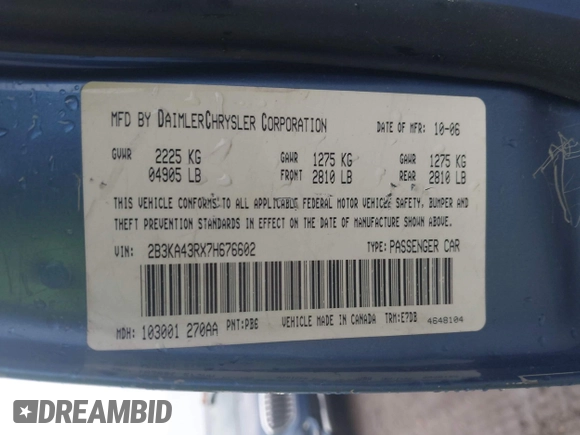 MFD BY DAIMLERCHRYSLER CORPORATION DATE OF MFR: 10-06
GVWR 2225 KG GAWR 1275 KG GAWR 1275 KG
04905 LB FRONT 2810 LB REAR 2810 LB
THIS VEHICLE CONFORMS TO ALL APPLICABLE FEDERAL MOTOR VEHICLE SAFETY, BUMPER AND
THEFT PREVENTION STANDARDS IN EFFECT ON THE DATE OF MANUFACTURE SHOWN ABOVE.
VIN: 2B3KA43RX7H676602 TYPE: PASSENGER CAR
MDH: 103001 270AA PNT:PBG VEHICLE MADE IN CANADA TRM:E7DB 4648104
DREAMBID